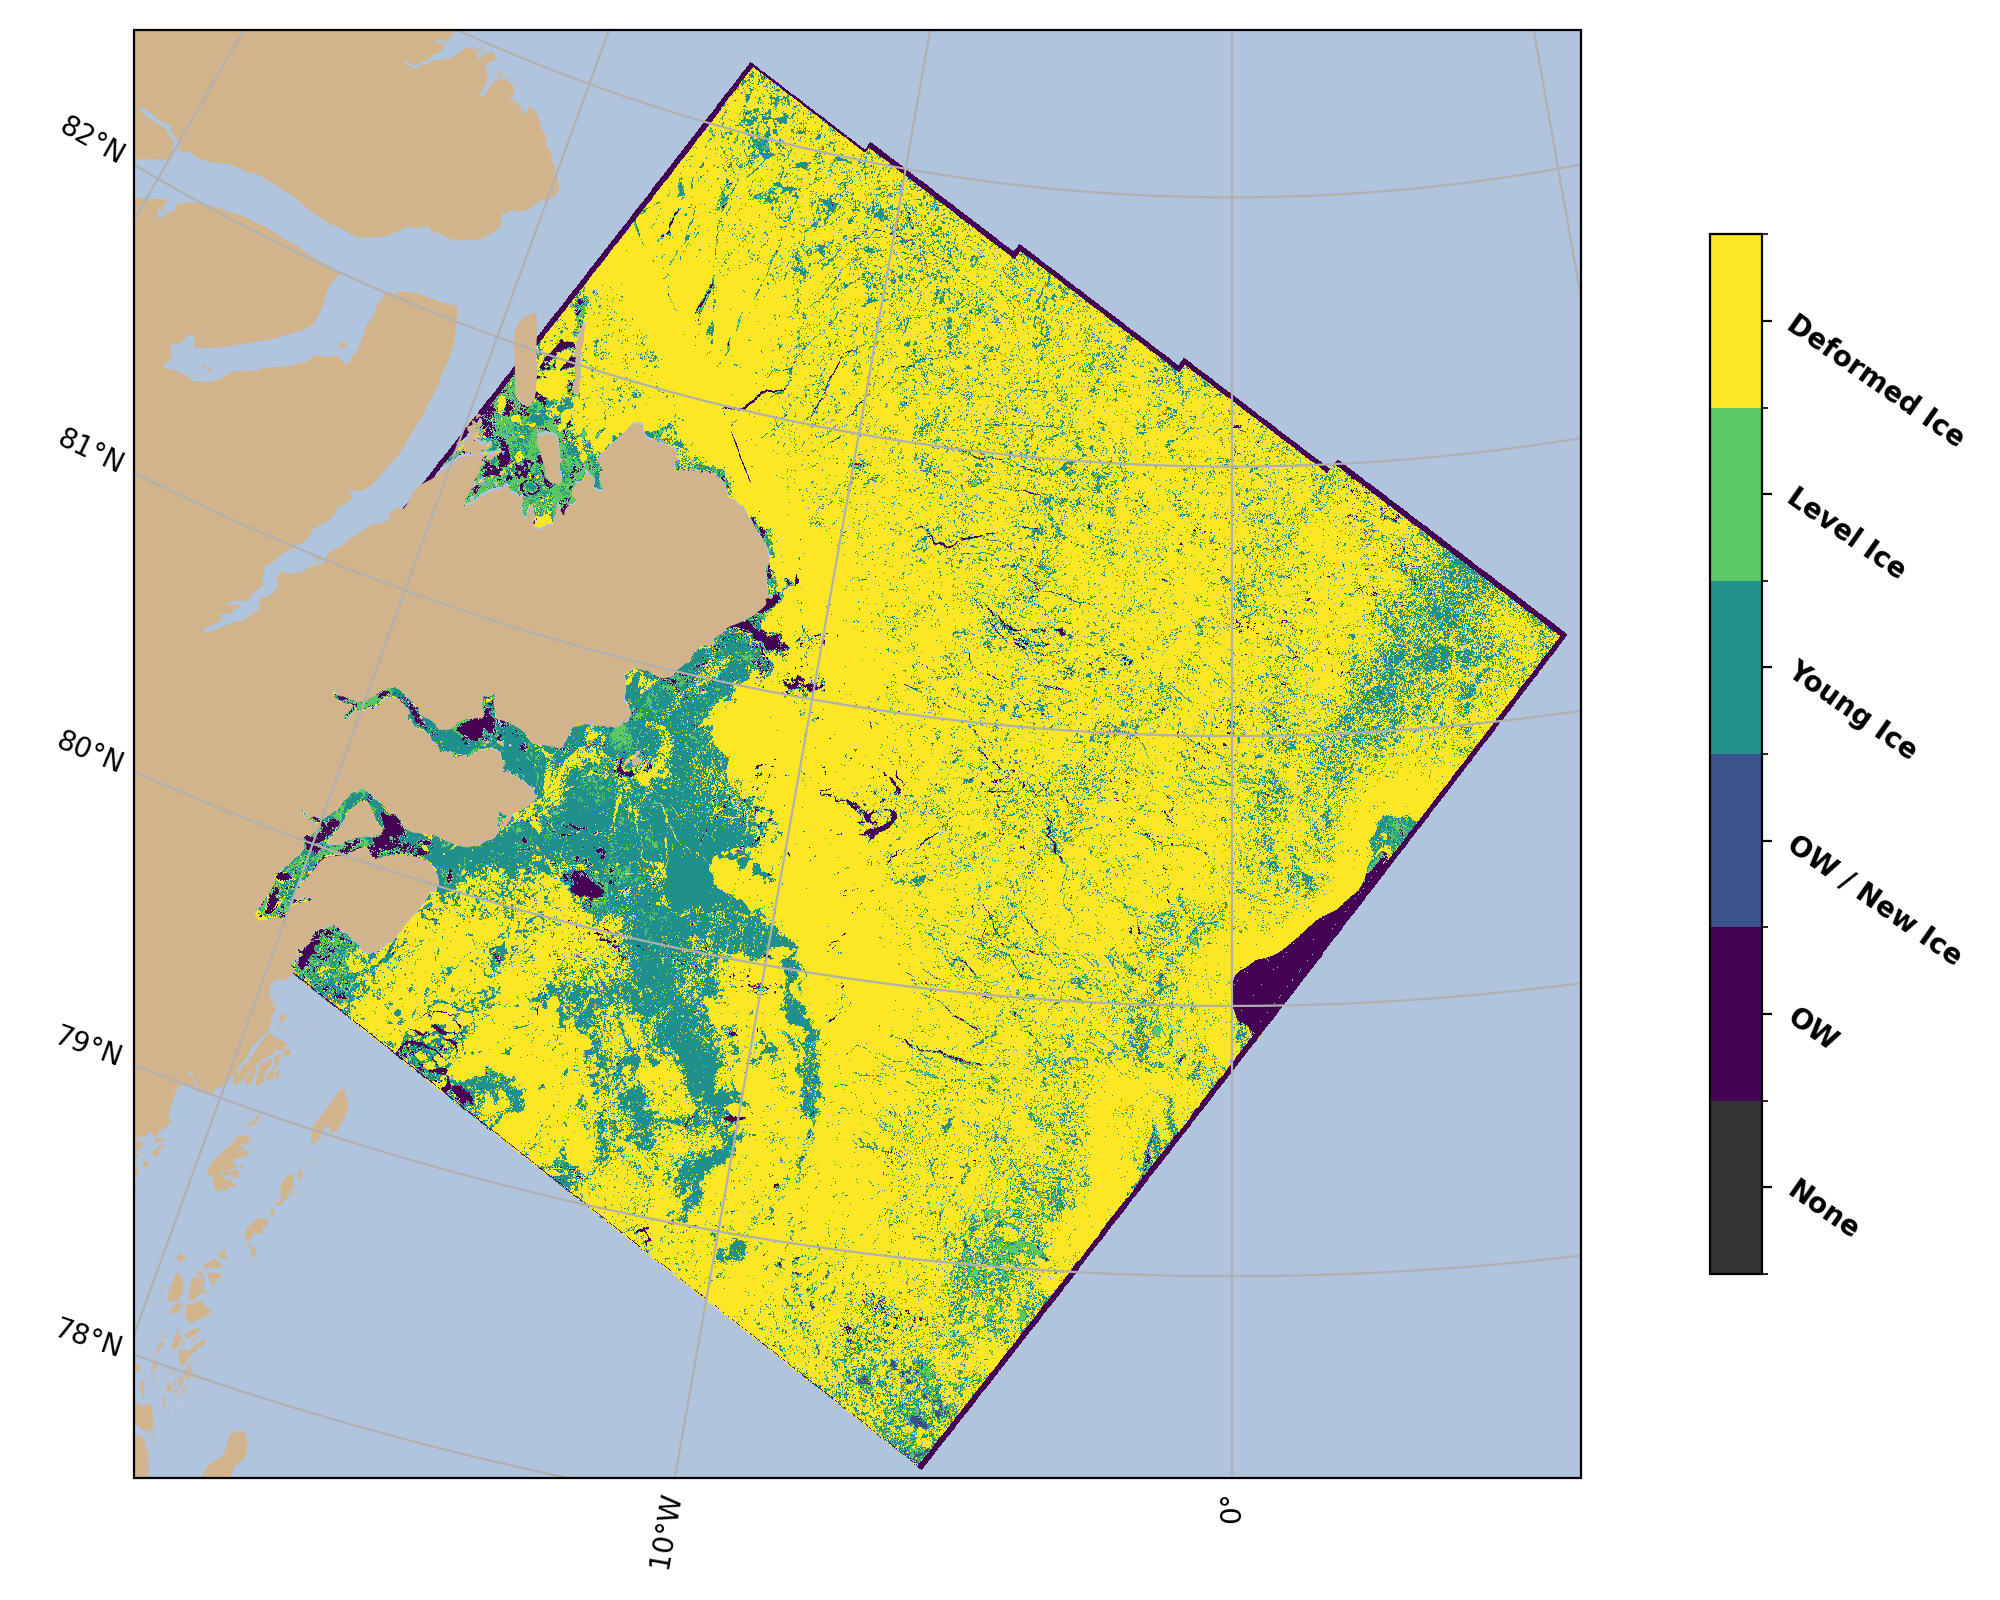 82°N
81°N
80°N
79°N
78°N
10°W
0°
Deformed Ice
Level Ice
Young Ice
OW / New Ice
OW
None